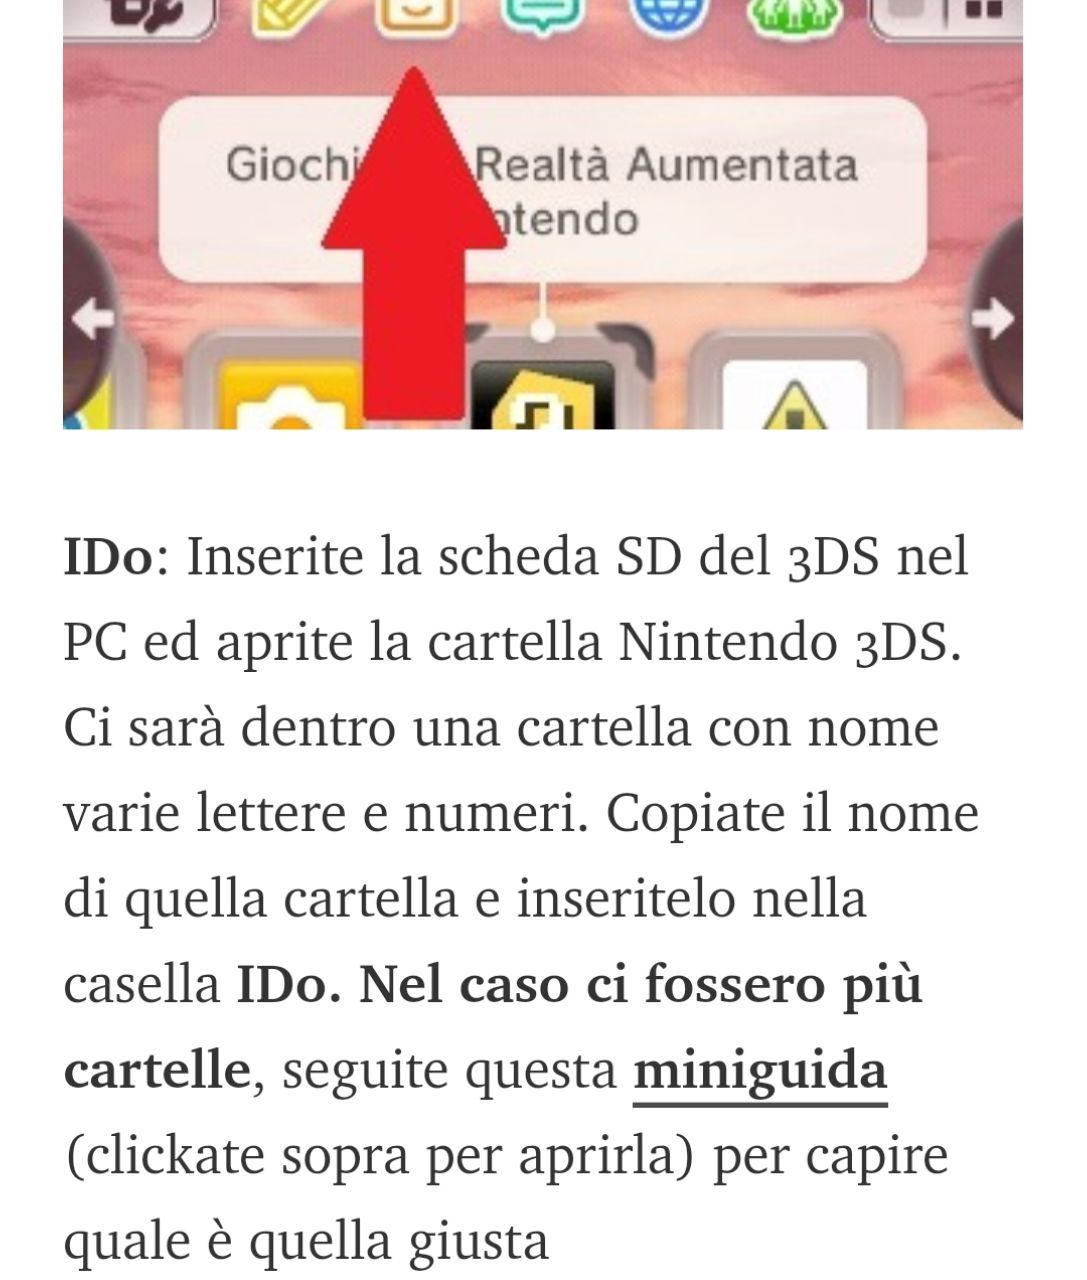 Giochi Realtà Aumentata
ntendo
IDo: Inserite la scheda SD del 3DS nel
PC ed aprite la cartella Nintendo 3DS.
Ci sarà dentro una cartella con nome
varie lettere e numeri. Copiate il nome
di quella cartella e inseritelo nella
casella IDo. Nel caso ci fossero più
cartelle, seguite questa miniguida
(clickate sopra per aprirla) per capire
quale è quella giusta